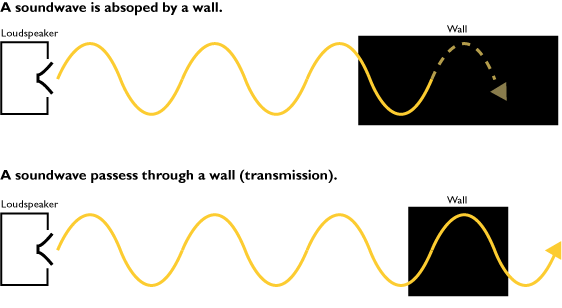 A soundwave is absoped by a wall.
Loudspeaker
Wall
A soundwave passess through a wall (transmission).
Loudspeaker
Wall